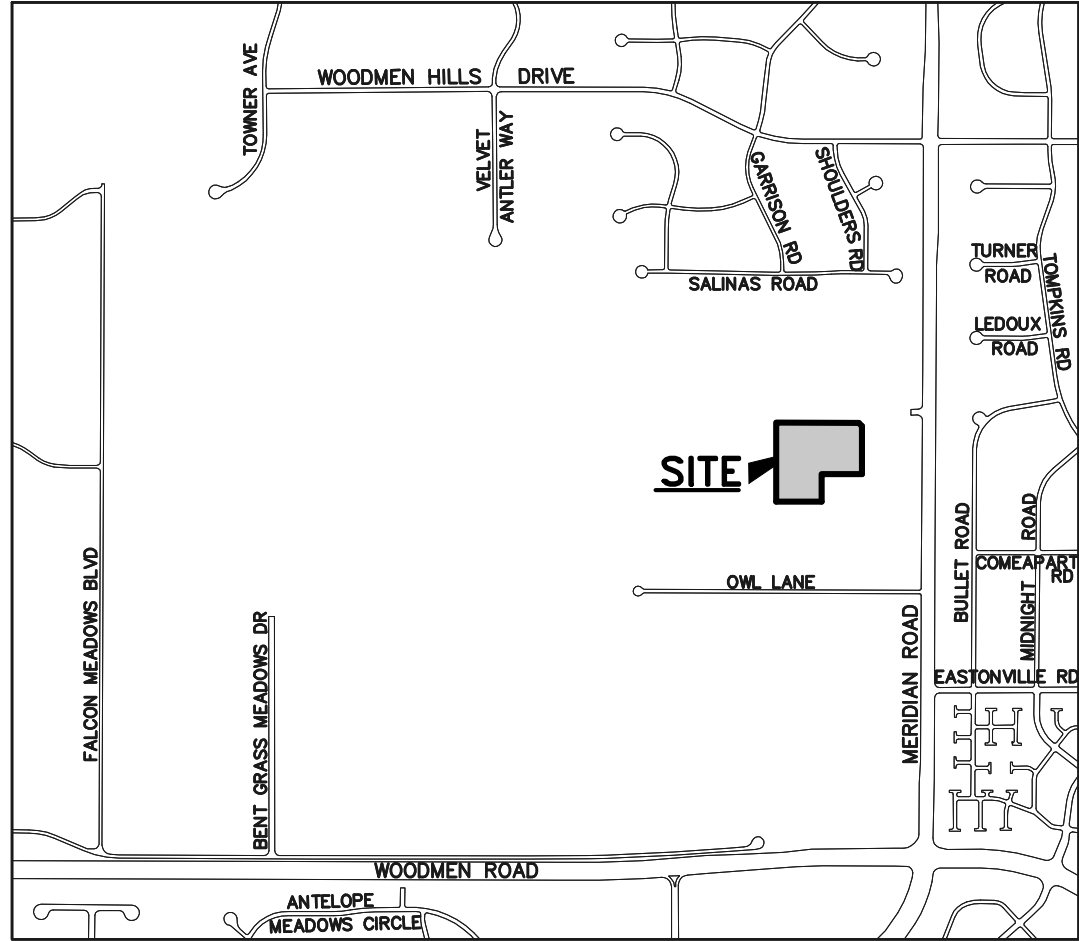 TOWNER AVE
WOODMEN HILLS DRIVE
VELVET
ANTLER WAY
GARRISON RD
SHOULDERS RD
SALINAS ROAD
TURNER
ROAD
TOMPKINS RD
LEDOUX
ROAD
SITE
BULLET ROAD
MIDNIGHT ROAD
COMEAPART
RD
OWL LANE
FALCON MEADOWS BLVD
BENT GRASS MEADOWS DR
MERIDIAN ROAD
EASTONVILLE RD
WOODMEN ROAD
ANTELOPE
MEADOWS CIRCLE